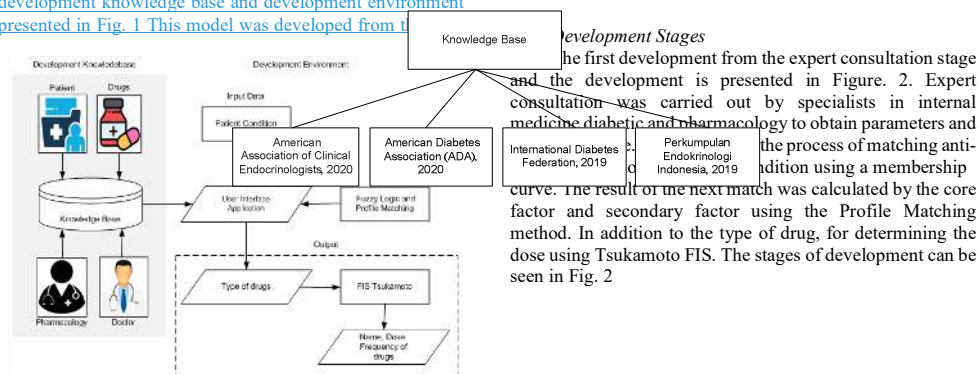 development knowledge base and development environment
presented in Fig. 1 This model was developed from
Development Knowledebase
Development Environment
Patient
Drugs
Input Data
Patient Condition
Knowledge Base
User Interface
Application
Fuzzy Logic and
Profile Matching
Output
Type of drugs
FIS Tsukamoto
Name, Dose,
Frequency of
drugs
Pharmacology
Doctor
Knowledge Base
American
Association of Clinical
Endocrinologists, 2020
American Diabetes
Association (ADA),
2020
International Diabetes
Federation, 2019
Perkumpulan
Endokrinologi
Indonesia, 2019
Development Stages
he first development from the expert consultation stage
and the development is presented in Figure. 2. Expert
consultation was carried out by specialists in internal
medicine diabetic and pharmacology to obtain parameters and
the process of matching anti-
ndition using a membership
curve. The result of the next match was calculated by the core
factor and secondary factor using the Profile Matching
method. In addition to the type of drug, for determining the
dose using Tsukamoto FIS. The stages of development can be
seen in Fig. 2